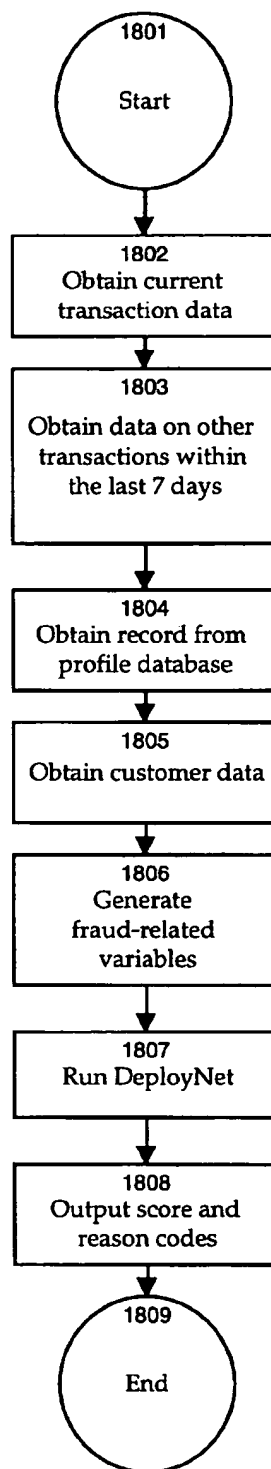 1801
Start
1802
Obtain current
transaction data
1803
Obtain data on other
transactions within
the last 7 days
1804
Obtain record from
profile database
1805
Obtain customer data
1806
Generate
fraud-related
variables
1807
Run DeployNet
1808
Output score and
reason codes
1809
End